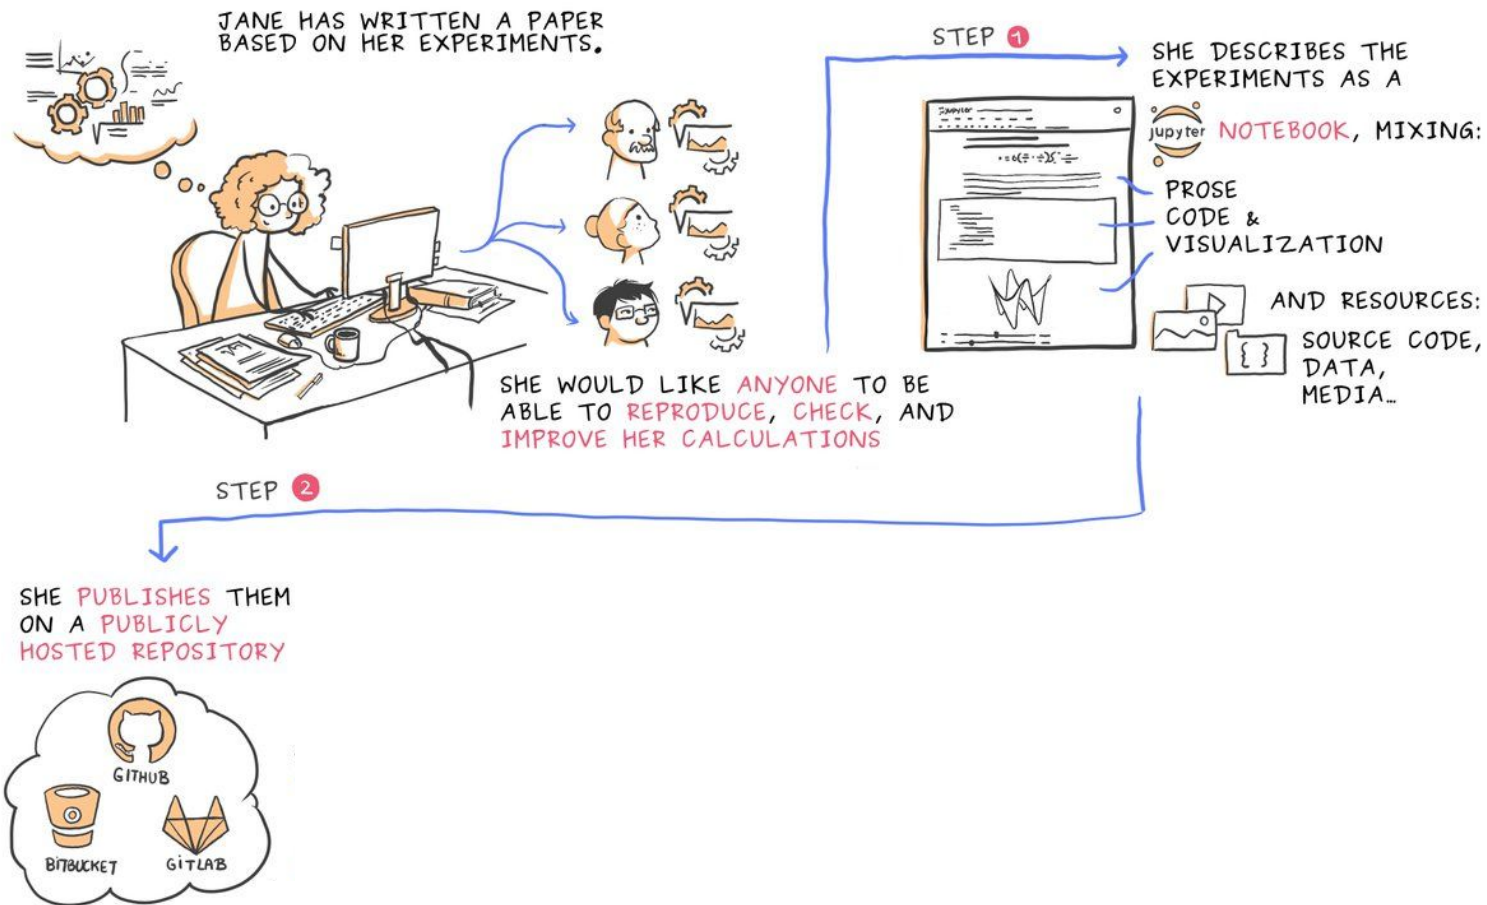 JANE HAS WRITTEN A PAPER
BASED ON HER EXPERIMENTS.
SHE WOULD LIKE ANYONE TO BE
ABLE TO REPRODUCE, CHECK, AND
IMPROVE HER CALCULATIONS
STEP 1
SHE DESCRIBES THE
EXPERIMENTS AS A
jupyter NOTEBOOK, MIXING:
PROSE
CODE &
VISUALIZATION
AND RESOURCES:
SOURCE CODE,
DATA,
MEDIA…
STEP 2
SHE PUBLISHES THEM
ON A PUBLICLY
HOSTED REPOSITORY
GITHUB
BITBUCKET
GITLAB